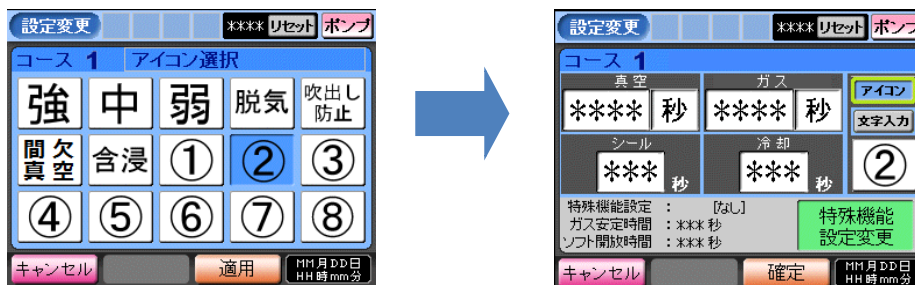 設定変更 **** リセット ポンプ
コース 1 アイコン選択
強 中 弱 脱気 吹出し防止
間欠真空 含浸 ① ② ③
④ ⑤ ⑥ ⑦ ⑧
キャンセル 適用 MM月DD日 HH時mm分
設定変更 **** リセット ポンプ
コース 1
真空 ガス アイコン
**** 秒 **** 秒 文字入力
シール 冷却
*** 秒 *** 秒 ②
特殊機能設定 : [なし]
ガス安定時間 : *** 秒
ソフト開放時間 : *** 秒
特殊機能
設定変更
キャンセル 確定 MM月DD日 HH時mm分